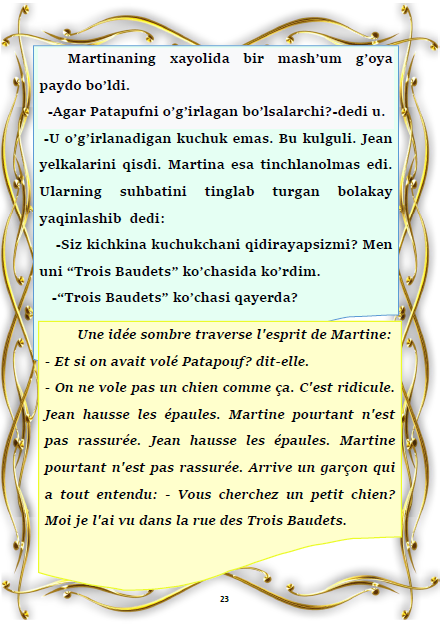 Martinaning xayolida bir mash’um g’oya
paydo bo’ldi.
-Agar Patapufni o’g’irlagan bo’lsalarchi?-dedi u.
-U o’g’irlanadigan kuchuk emas. Bu kulguli. Jean
yelkalarini qisdi. Martina esa tinchlanolmas edi.
Ularning suhbatini tinglab turgan bolakay
yaqinlashib dedi:
-Siz kichkina kuchukchani qidirayapsizmi? Men
uni “Trois Baudets” ko’chasida ko’rdim.
-“Trois Baudets” ko’chasi qayerda?
Une idée sombre traverse l'esprit de Martine:
- Et si on avait volé Patapouf? dit-elle.
- On ne vole pas un chien comme ça. C'est ridicule.
Jean hausse les épaules. Martine pourtant n'est
pas rassurée. Jean hausse les épaules. Martine
pourtant n'est pas rassurée. Arrive un garçon qui
a tout entendu: - Vous cherchez un petit chien?
Moi je l'ai vu dans la rue des Trois Baudets.
23